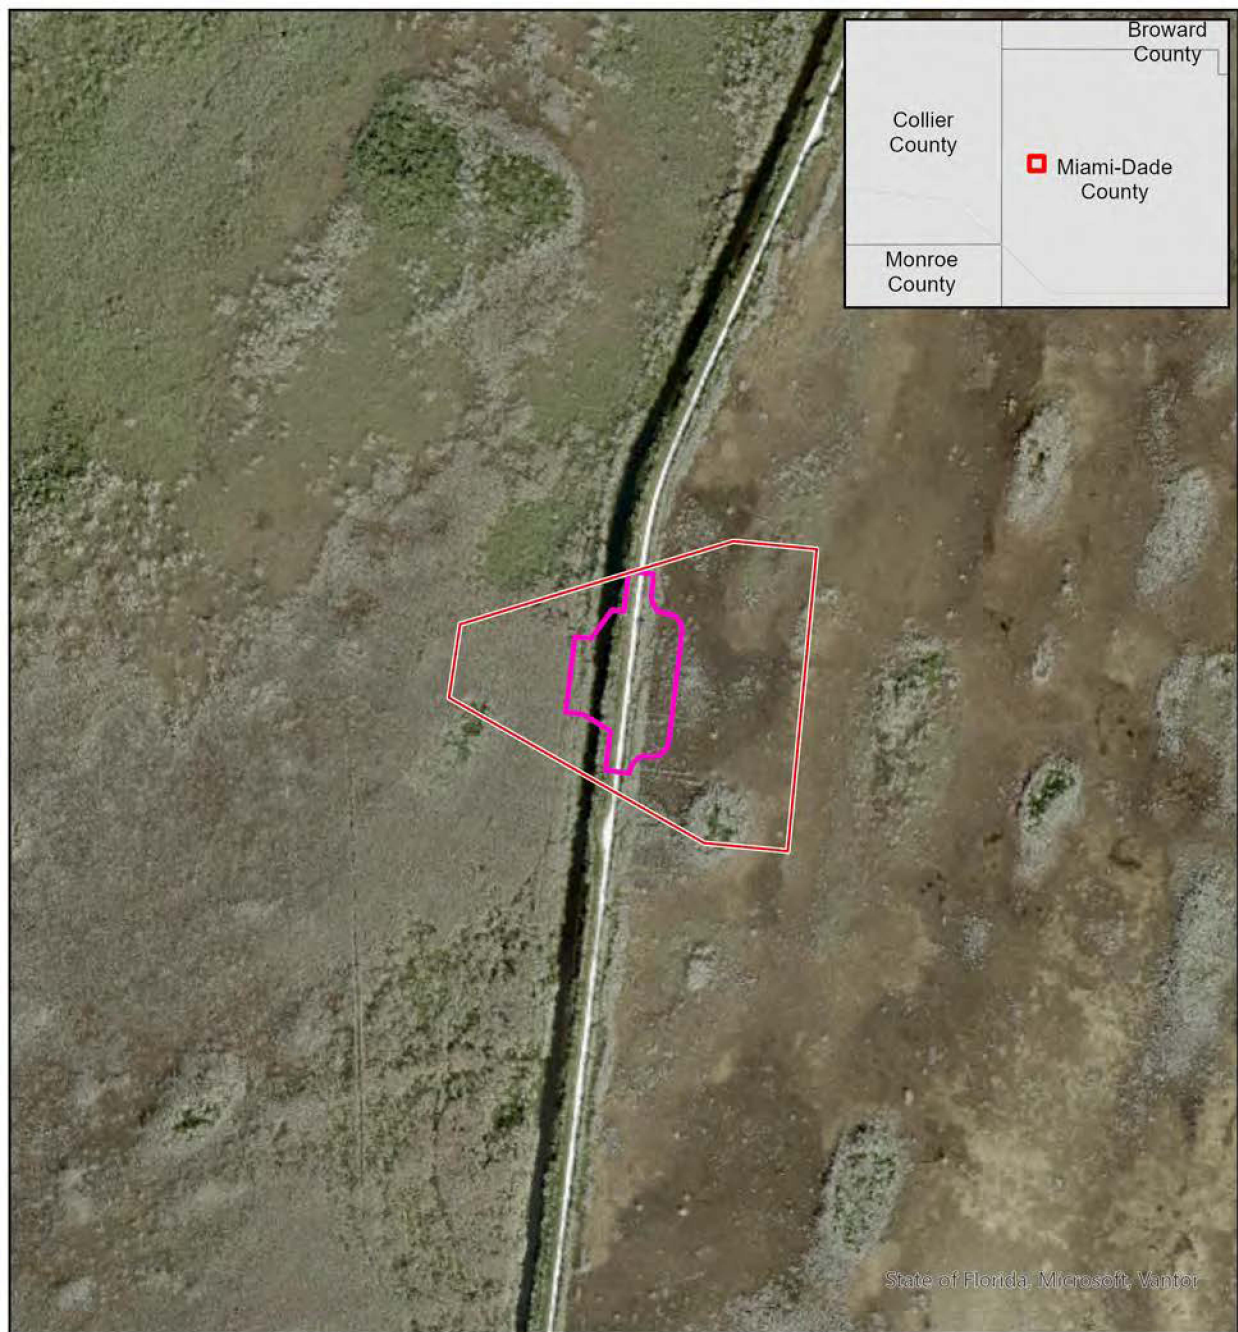 Broward
County
Collier
County
Miami-Dade
County
Monroe
County
State of Florida, Microsoft, Vantor